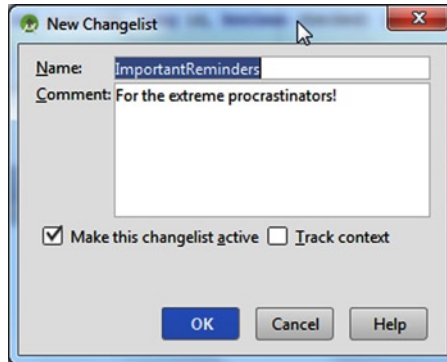 New Changelist
Name: ImportantReminders
Comment: For the extreme procrastinators!
Make this changelist active Track context
OK Cancel Help